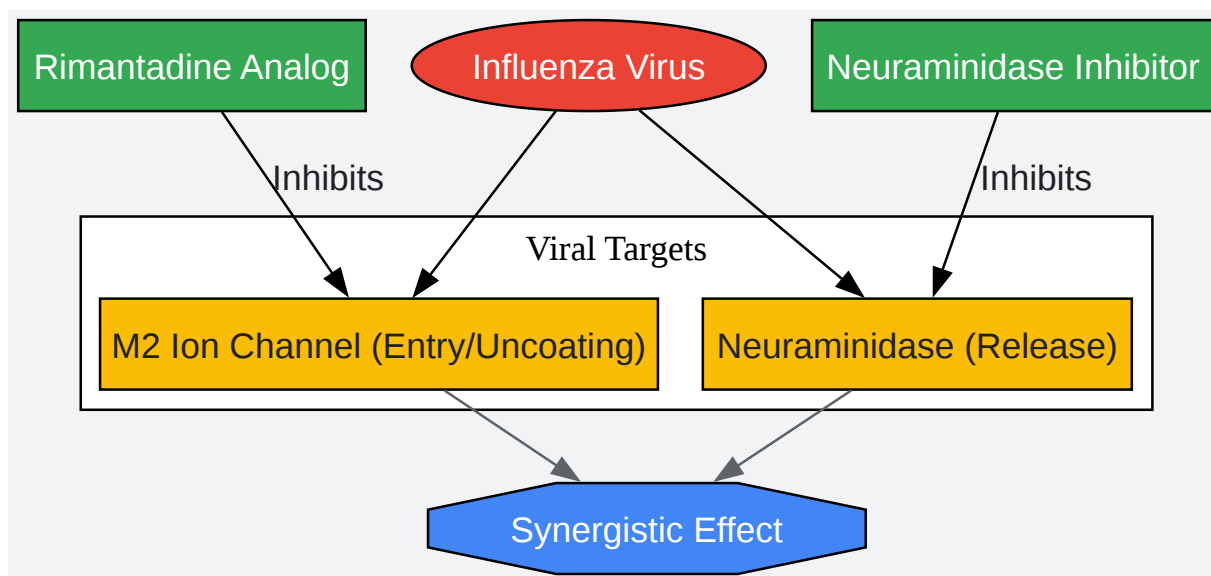 Rimantadine Analog
Influenza Virus
Neuraminidase Inhibitor
Inhibits
Inhibits
Viral Targets
M2 Ion Channel (Entry/Uncoating)
Neuraminidase (Release)
Synergistic Effect